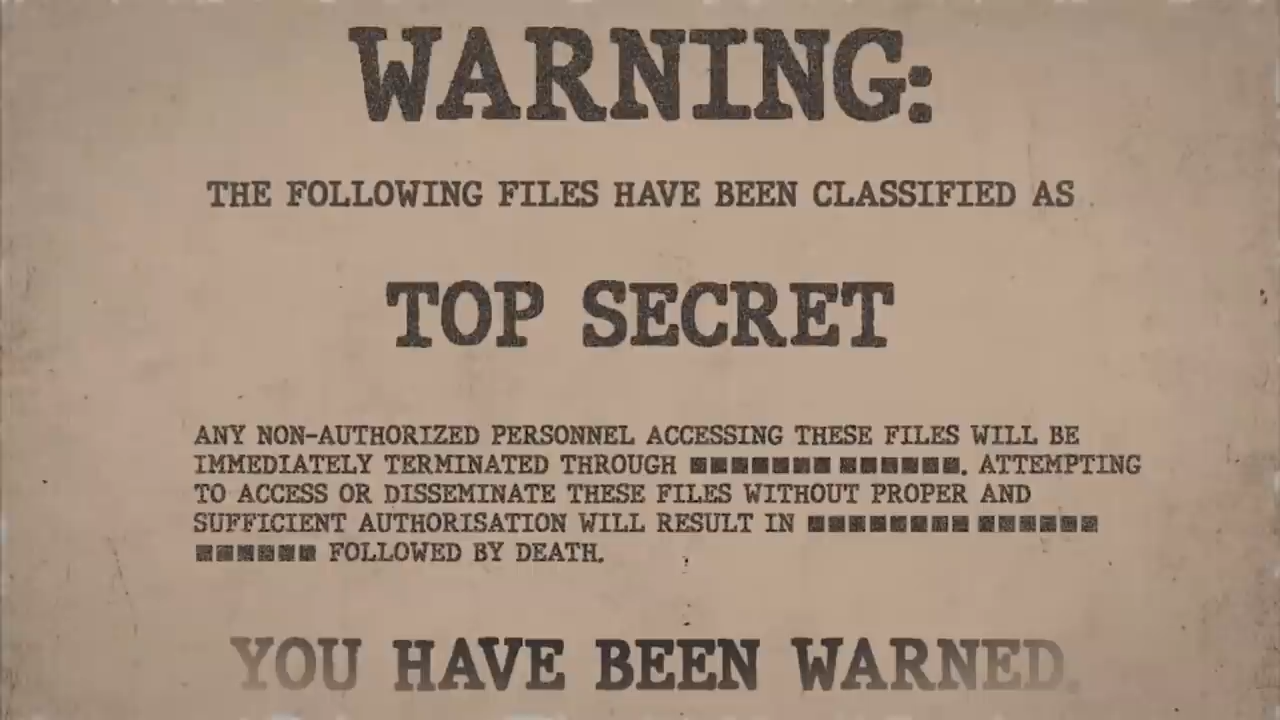 WARNING:
THE FOLLOWING FILES HAVE BEEN CLASSIFIED AS
TOP SECRET
ANY NON-AUTHORIZED PERSONNEL ACCESSING THESE FILES WILL BE
IMMEDIATELY TERMINATED THROUGH ■■■■■■■ ■■■■■■. ATTEMPTING
TO ACCESS OR DISSEMINATE THESE FILES WITHOUT PROPER AND
SUFFICIENT AUTHORISATION WILL RESULT IN ■■■■■■■■ ■■■■■■
■■■■■■ FOLLOWED BY DEATH.
YOU HAVE BEEN WARNED.